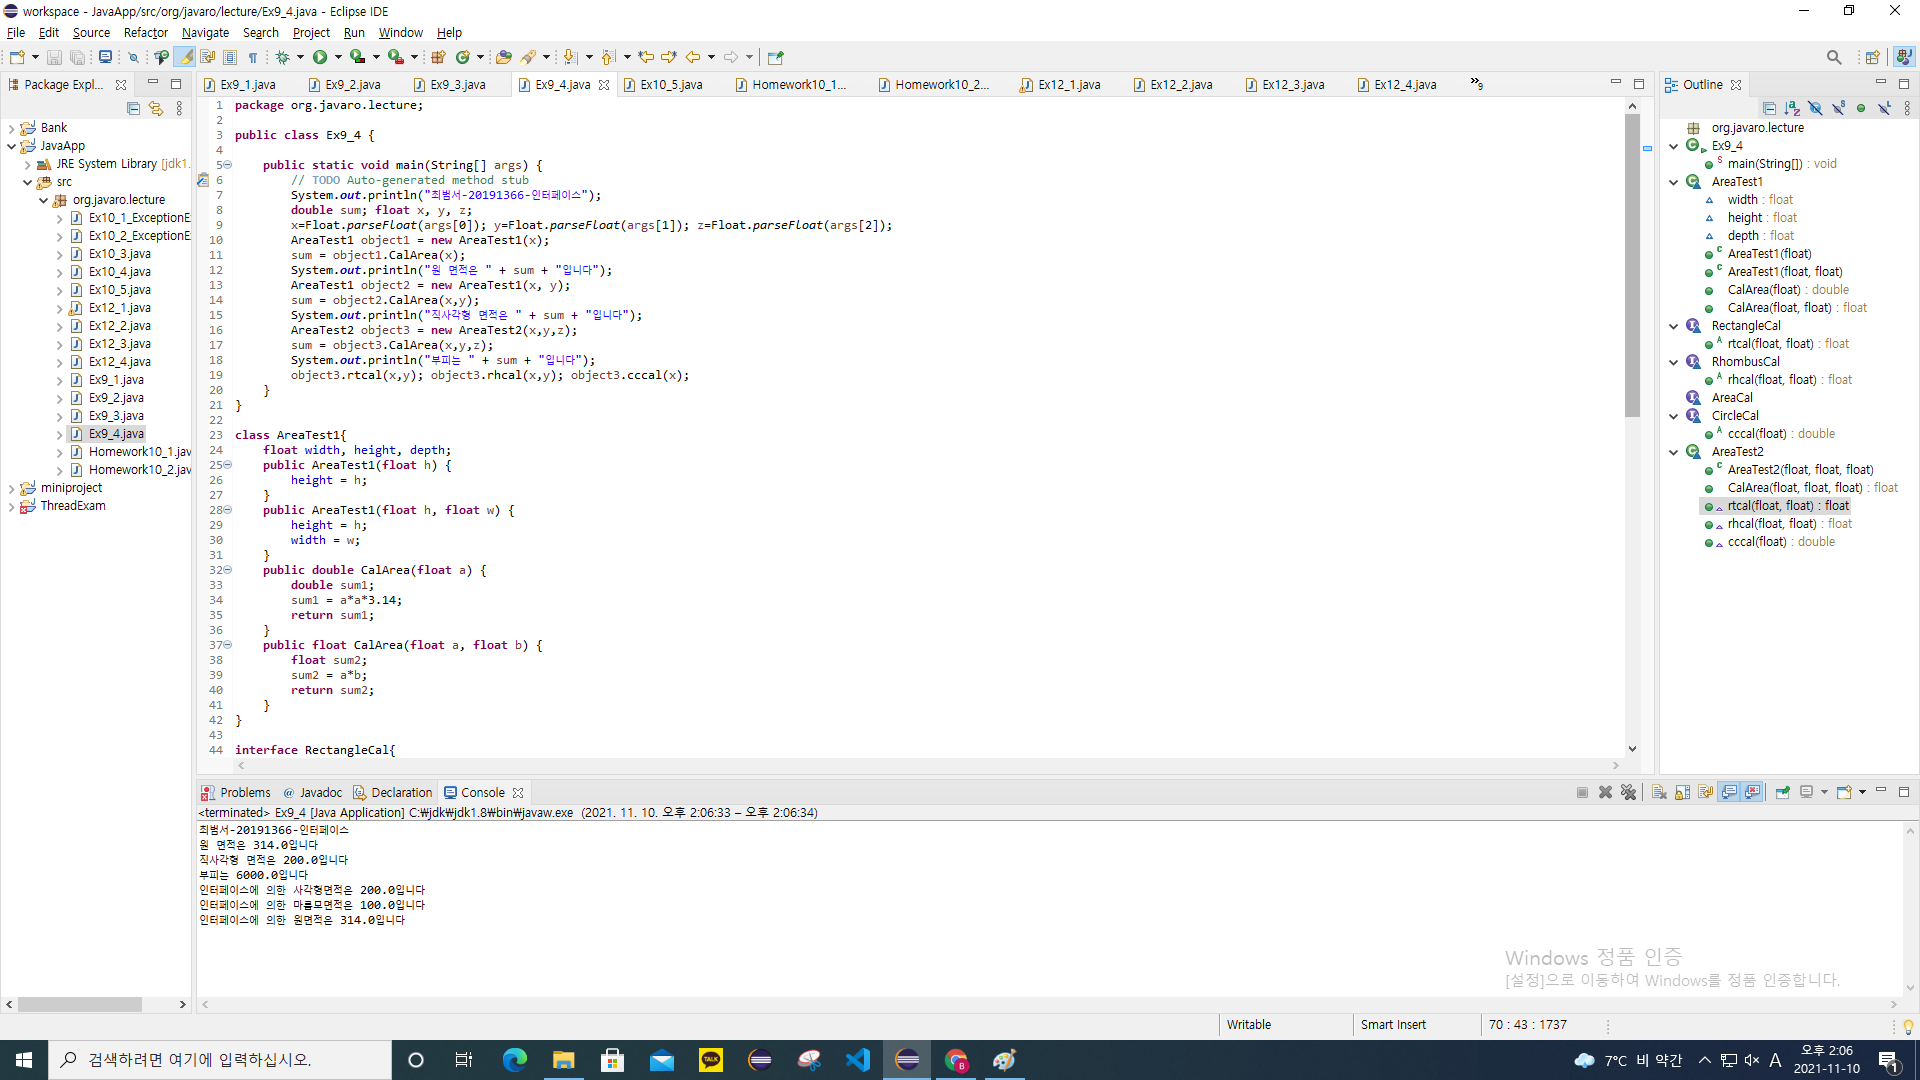 workspace - JavaApp/src/org/javaro/lecture/Ex9_4.java - Eclipse IDE
File Edit Source Refactor Navigate Search Project Run Window Help
Package Expl...
Bank
JavaApp
JRE System Library [jdk1.
src
org.javaro.lecture
Ex10_1_ExceptionE
Ex10_2_ExceptionE
Ex10_3.java
Ex10_4.java
Ex10_5.java
Ex12_1.java
Ex12_2.java
Ex12_3.java
Ex12_4.java
Ex9_1.java
Ex9_2.java
Ex9_3.java
Ex9_4.java
Homework10_1.jav
Homework10_2.jav
miniproject
ThreadExam
Ex9_1.java Ex9_2.java Ex9_3.java Ex9_4.java Ex10_5.java Homework10_1... Homework10_2... Ex12_1.java Ex12_2.java Ex12_3.java Ex12_4.java »9
1 package org.javaro.lecture;
2
3 public class Ex9_4 {
4
5 public static void main(String[] args) {
6 // TODO Auto-generated method stub
7 System.out.println("최범서-20191366-인터페이스");
8 double sum; float x, y, z;
9 x=Float.parseFloat(args[0]); y=Float.parseFloat(args[1]); z=Float.parseFloat(args[2]);
10 AreaTest1 object1 = new AreaTest1(x);
11 sum = object1.CalArea(x);
12 System.out.println("원 면적은 " + sum + "입니다");
13 AreaTest1 object2 = new AreaTest1(x, y);
14 sum = object2.CalArea(x,y);
15 System.out.println("직사각형 면적은 " + sum + "입니다");
16 AreaTest2 object3 = new AreaTest2(x,y,z);
17 sum = object3.CalArea(x,y,z);
18 System.out.println("부피는 " + sum + "입니다");
19 object3.rtcal(x,y); object3.rhcal(x,y); object3.cccal(x);
20 }
21 }
22
23 class AreaTest1{
24 float width, height, depth;
25 public AreaTest1(float h) {
26 height = h;
27 }
28 public AreaTest1(float h, float w) {
29 height = h;
30 width = w;
31 }
32 public double CalArea(float a) {
33 double sum1;
34 sum1 = a*a*3.14;
35 return sum1;
36 }
37 public float CalArea(float a, float b) {
38 float sum2;
39 sum2 = a*b;
40 return sum2;
41 }
42 }
43
44 interface RectangleCal{
Outline
org.javaro.lecture
Ex9_4
main(String[]) : void
AreaTest1
width : float
height : float
depth : float
AreaTest1(float)
AreaTest1(float, float)
CalArea(float) : double
CalArea(float, float) : float
RectangleCal
rtcal(float, float) : float
RhombusCal
rhcal(float, float) : float
AreaCal
CircleCal
cccal(float) : double
AreaTest2
AreaTest2(float, float, float)
CalArea(float, float, float) : float
rtcal(float, float) : float
rhcal(float, float) : float
cccal(float) : double
Problems @ Javadoc Declaration Console
<terminated> Ex9_4 [Java Application] C:₩jdk₩jdk1.8₩bin₩javaw.exe (2021. 11. 10. 오후 2:06:33 – 오후 2:06:34)
최범서-20191366-인터페이스
원 면적은 314.0입니다
직사각형 면적은 200.0입니다
부피는 6000.0입니다
인터페이스에 의한 사각형면적은 200.0입니다
인터페이스에 의한 마름모면적은 100.0입니다
인터페이스에 의한 원면적은 314.0입니다
Windows 정품 인증
[설정]으로 이동하여 Windows를 정품 인증합니다.
Writable Smart Insert 70 : 43 : 1737
검색하려면 여기에 입력하십시오.
TALK
B
7°C 비 약간
A
오후 2:06
2021-11-10
1